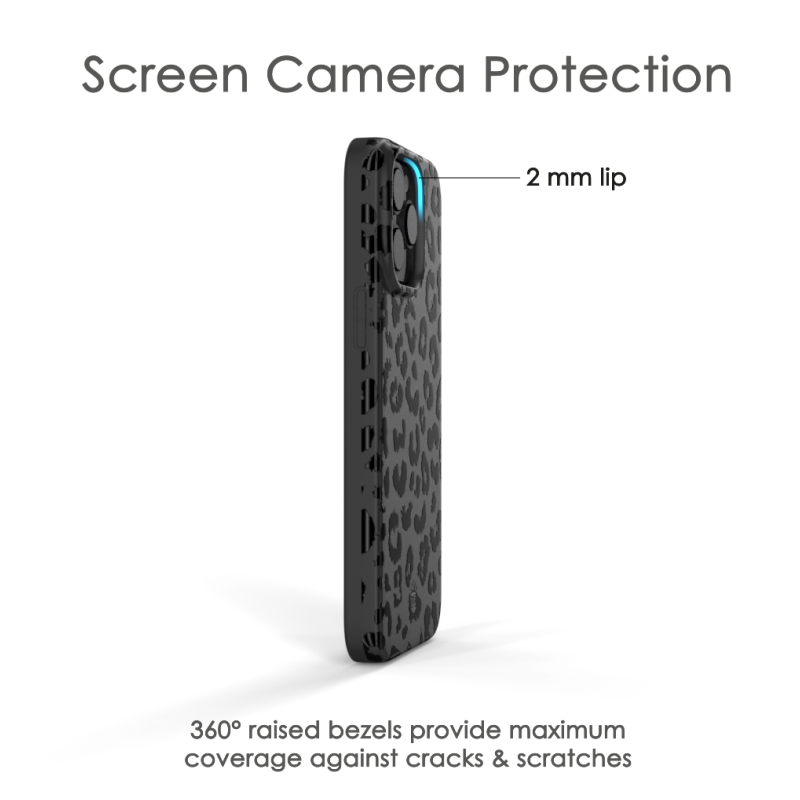 Screen Camera Protection
2 mm lip
360° raised bezels provide maximum
coverage against cracks & scratches